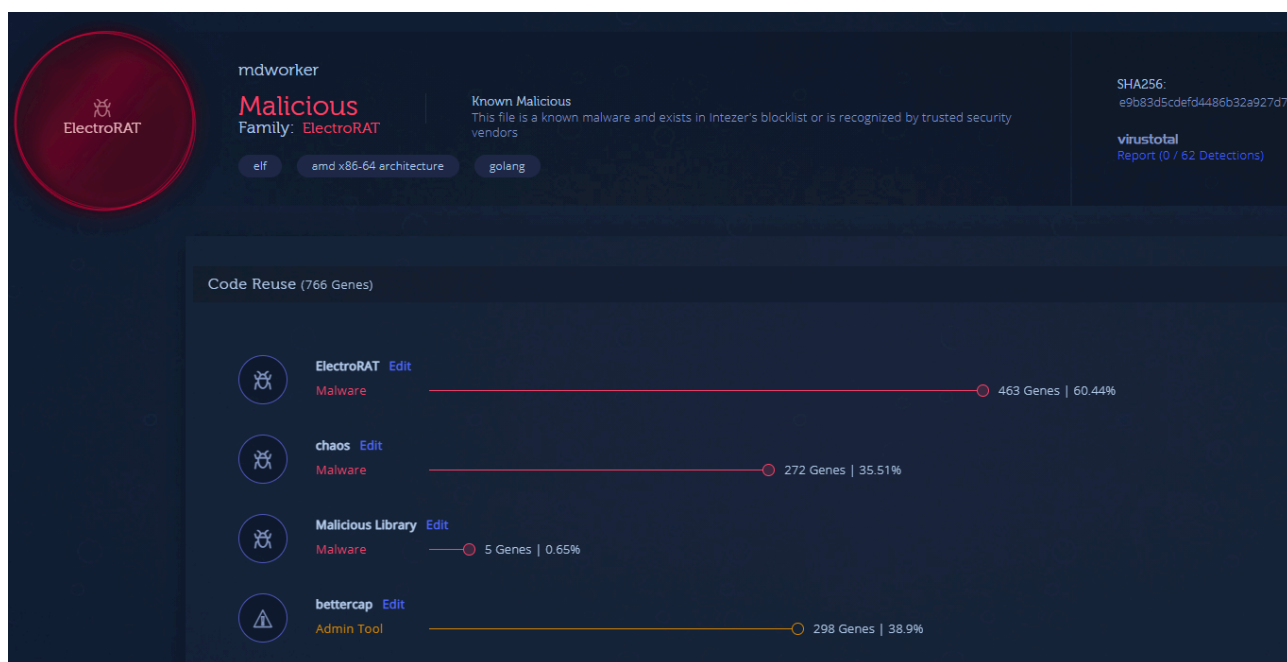 ElectroRAT
mdworker
Malicious
Family: ElectroRAT
elf
amd x86-64 architecture
golang
Known Malicious
This file is a known malware and exists in Intezer's blocklist or is recognized by trusted security
vendors
SHA256:
e9b83d5cdefd4486b32a927d7
virustotal
Report (0 / 62 Detections)
Code Reuse (766 Genes)
ElectroRAT Edit
Malware
463 Genes | 60.44%
chaos Edit
Malware
272 Genes | 35.51%
Malicious Library Edit
Malware
5 Genes | 0.65%
bettercap Edit
Admin Tool
298 Genes | 38.9%